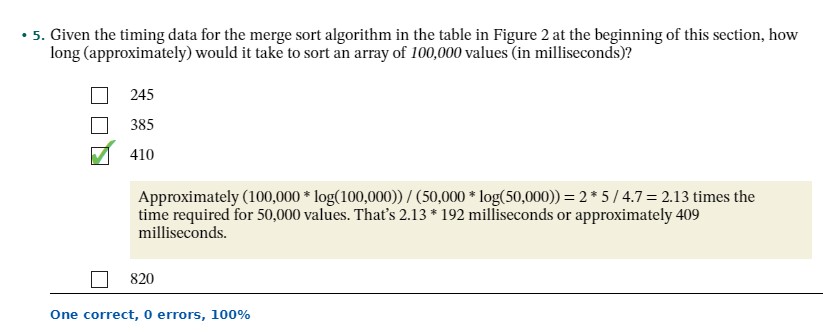 • 5. Given the timing data for the merge sort algorithm in the table in Figure 2 at the beginning of this section, how
long (approximately) would it take to sort an array of 100,000 values (in milliseconds)?
245
385
410
Approximately (100,000 * log(100,000)) / (50,000 * log(50,000)) = 2 * 5 / 4.7 = 2.13 times the
time required for 50,000 values. That’s 2.13 * 192 milliseconds or approximately 409
milliseconds.
820
One correct, 0 errors, 100%